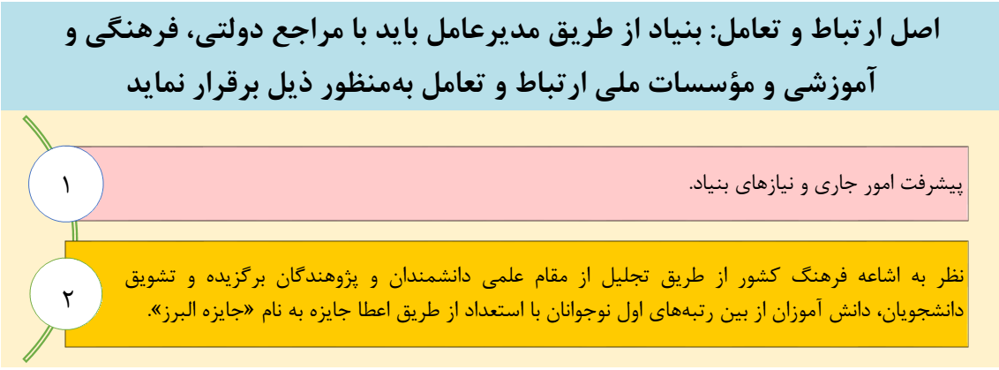 اصل ارتباط و تعامل: بنیاد از طریق مدیرعامل باید با مراجع دولتی، فرهنگی و
آموزشی و مؤسسات ملی ارتباط و تعامل به‌منظور ذیل برقرار نماید
۱
پیشرفت امور جاری و نیازهای بنیاد.
۲
نظر به اشاعه فرهنگ کشور از طریق تجلیل از مقام علمی دانشمندان و پژوهندگان برگزیده و تشویق
دانشجویان، دانش آموزان از بین رتبه‌های اول نوجوانان با استعداد از طریق اعطا جایزه به نام «جایزه البرز».